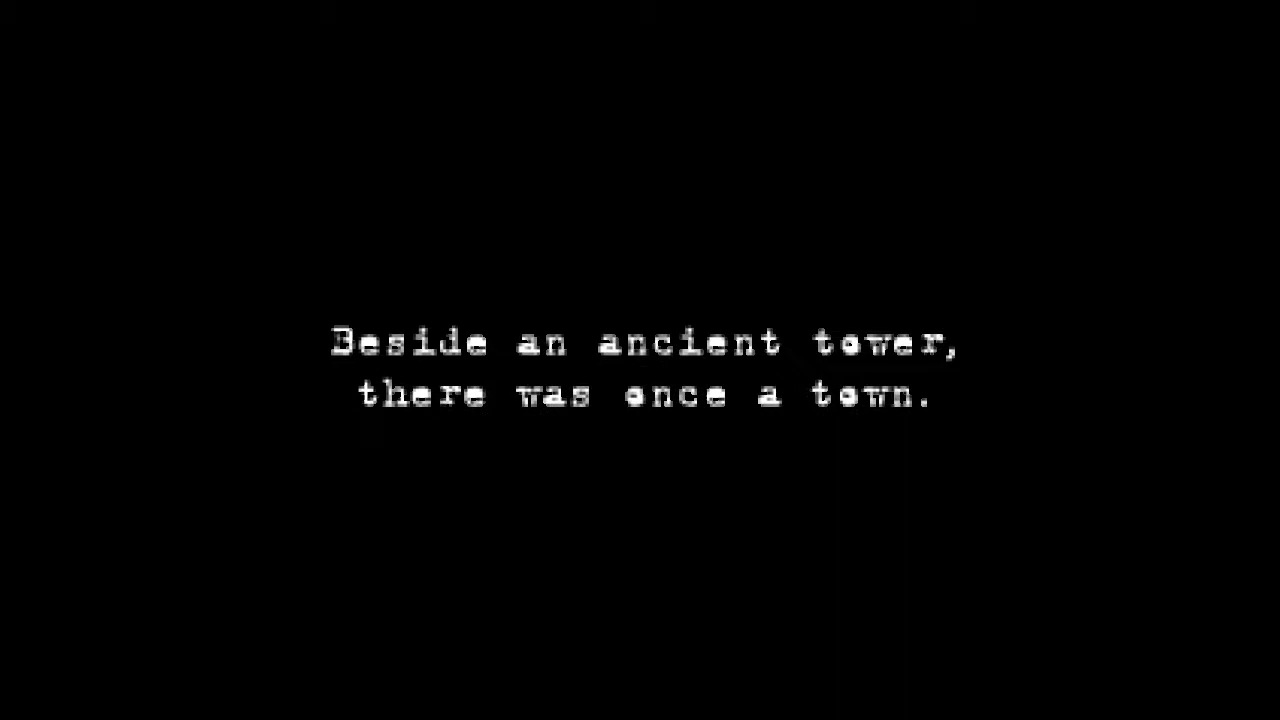 Beside an ancient tower,
there was once a town.